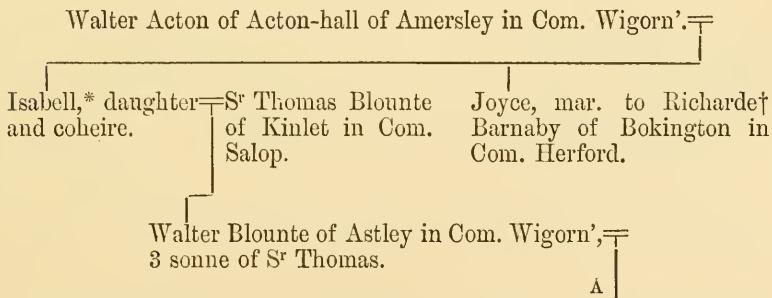 Walter Acton of Acton-hall of Amersley in Com. Wigorn'.
Isabell,* daughter
and coheire.
Sr Thomas Blounte
of Kinlet in Com.
Salop.
Joyce, mar. to Richarde†
Barnaby of Bokington in
Com. Herford.
Walter Blounte of Astley in Com. Wigorn',
3 sonne of Sr Thomas.
A